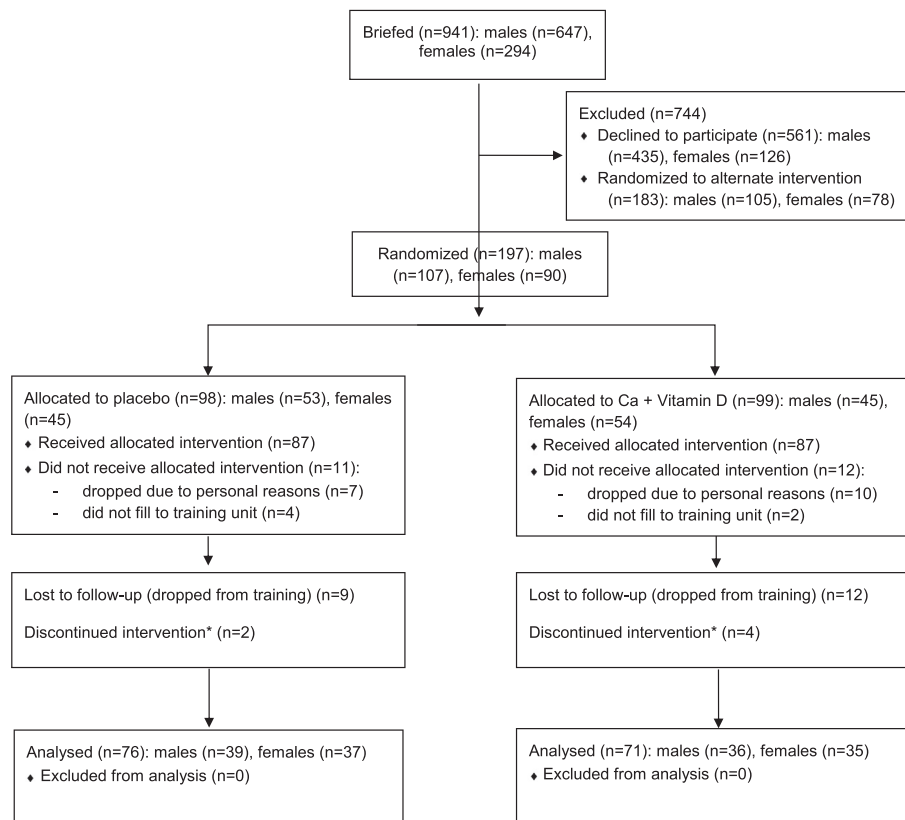 Briefed (n=941): males (n=647),
females (n=294)
Excluded (n=744)
♦ Declined to participate (n=561): males
(n=435), females (n=126)
♦ Randomized to alternate intervention
(n=183): males (n=105), females (n=78)
Randomized (n=197): males
(n=107), females (n=90)
Allocated to placebo (n=98): males (n=53), females
(n=45)
♦ Received allocated intervention (n=87)
♦ Did not receive allocated intervention (n=11):
- dropped due to personal reasons (n=7)
- did not fill to training unit (n=4)
Allocated to Ca + Vitamin D (n=99): males (n=45),
females (n=54)
♦ Received allocated intervention (n=87)
♦ Did not receive allocated intervention (n=12):
- dropped due to personal reasons (n=10)
- did not fill to training unit (n=2)
Lost to follow-up (dropped from training) (n=9)
Discontinued intervention* (n=2)
Lost to follow-up (dropped from training) (n=12)
Discontinued intervention* (n=4)
Analysed (n=76): males (n=39), females (n=37)
♦ Excluded from analysis (n=0)
Analysed (n=71): males (n=36), females (n=35)
♦ Excluded from analysis (n=0)